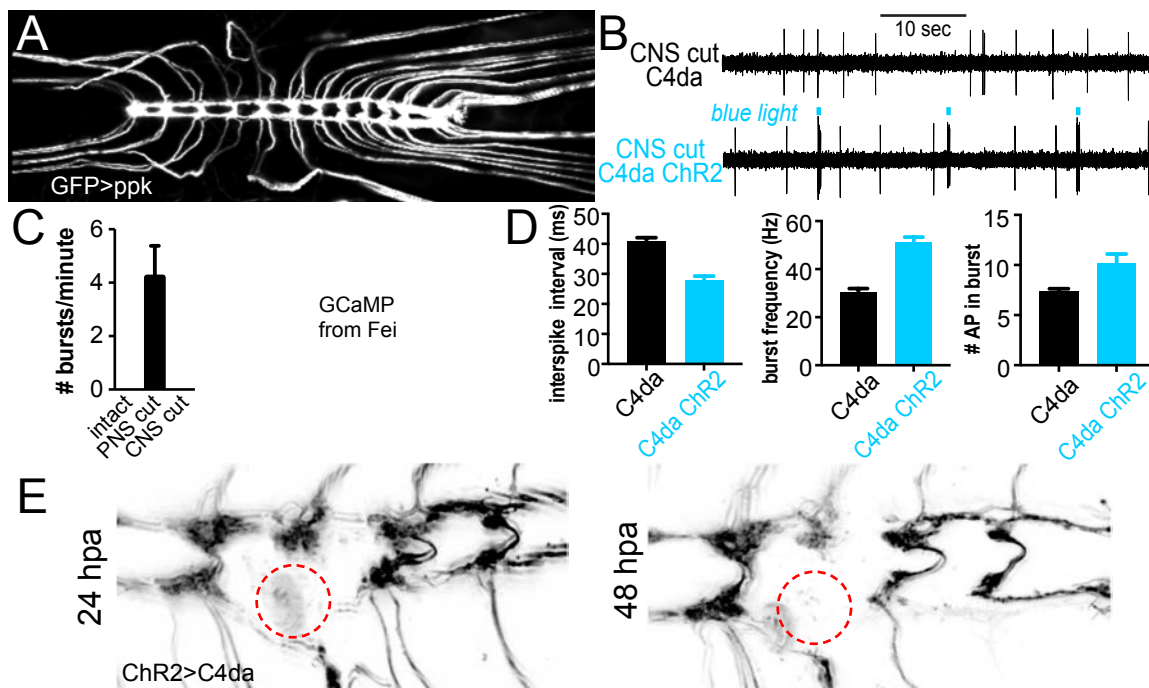 A
GFP>ppk
B
10 sec
CNS cut
C4da
blue light
CNS cut
C4da ChR2
C
# bursts/minute
6
4
2
0
intact
PNS cut
CNS cut
GCaMP
from Fei
D
interspike interval (ms)
50
40
30
20
10
0
C4da
C4da ChR2
burst frequency (Hz)
60
40
20
0
C4da
C4da ChR2
# AP in burst
15
10
5
0
C4da
C4da ChR2
E
24 hpa
ChR2>C4da
48 hpa